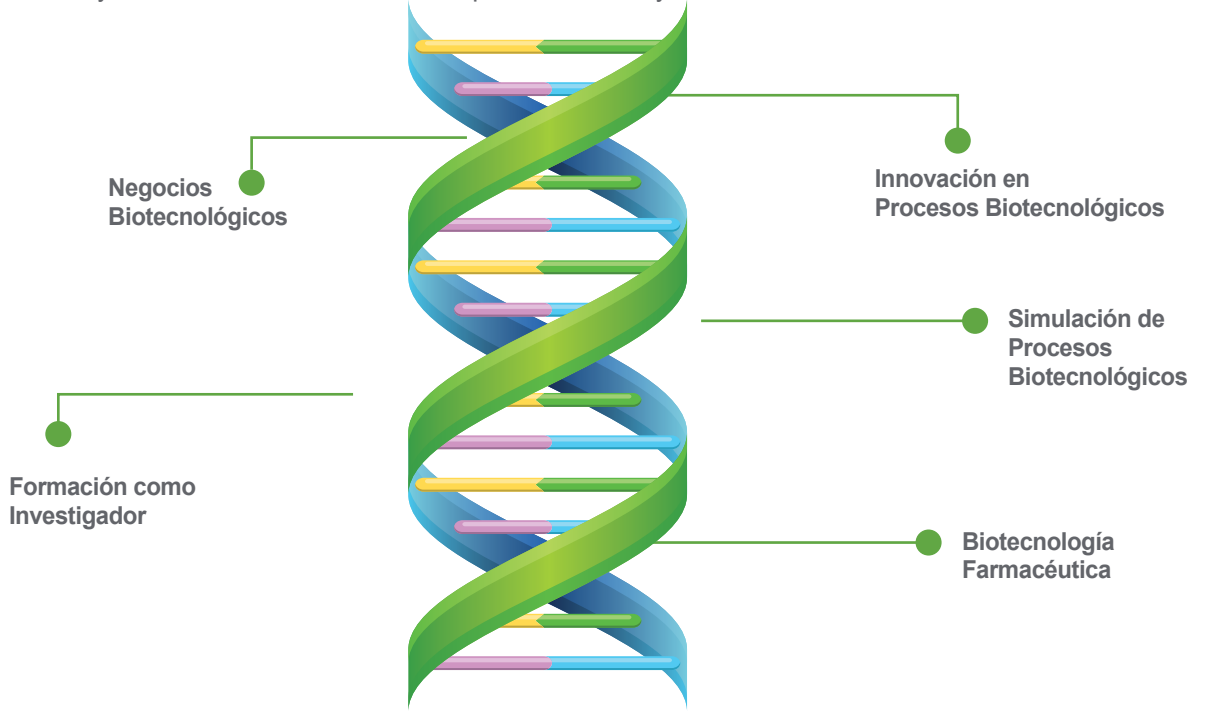 Negocios
Biotecnológicos
Innovación en
Procesos Biotecnológicos
Simulación de
Procesos
Biotecnológicos
Formación como
Investigador
Biotecnología
Farmacéutica